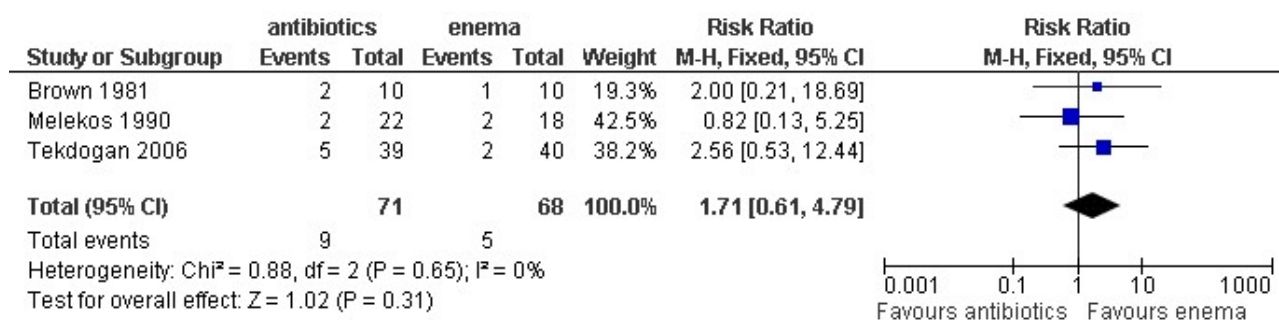 antibiotics enema Risk Ratio Risk Ratio
Study or Subgroup Events Total Events Total Weight M-H, Fixed, 95% CI M-H, Fixed, 95% CI
Brown 1981 2 10 1 10 19.3% 2.00 [0.21, 18.69]
Melekos 1990 2 22 2 18 42.5% 0.82 [0.13, 5.25]
Tekdogan 2006 5 39 2 40 38.2% 2.56 [0.53, 12.44]
Total (95% CI) 71 68 100.0% 1.71 [0.61, 4.79]
Total events 9 5
Heterogeneity: Chi² = 0.88, df = 2 (P = 0.65); I² = 0%
Test for overall effect: Z = 1.02 (P = 0.31)
0.001 0.1 1 10 1000
Favours antibiotics Favours enema